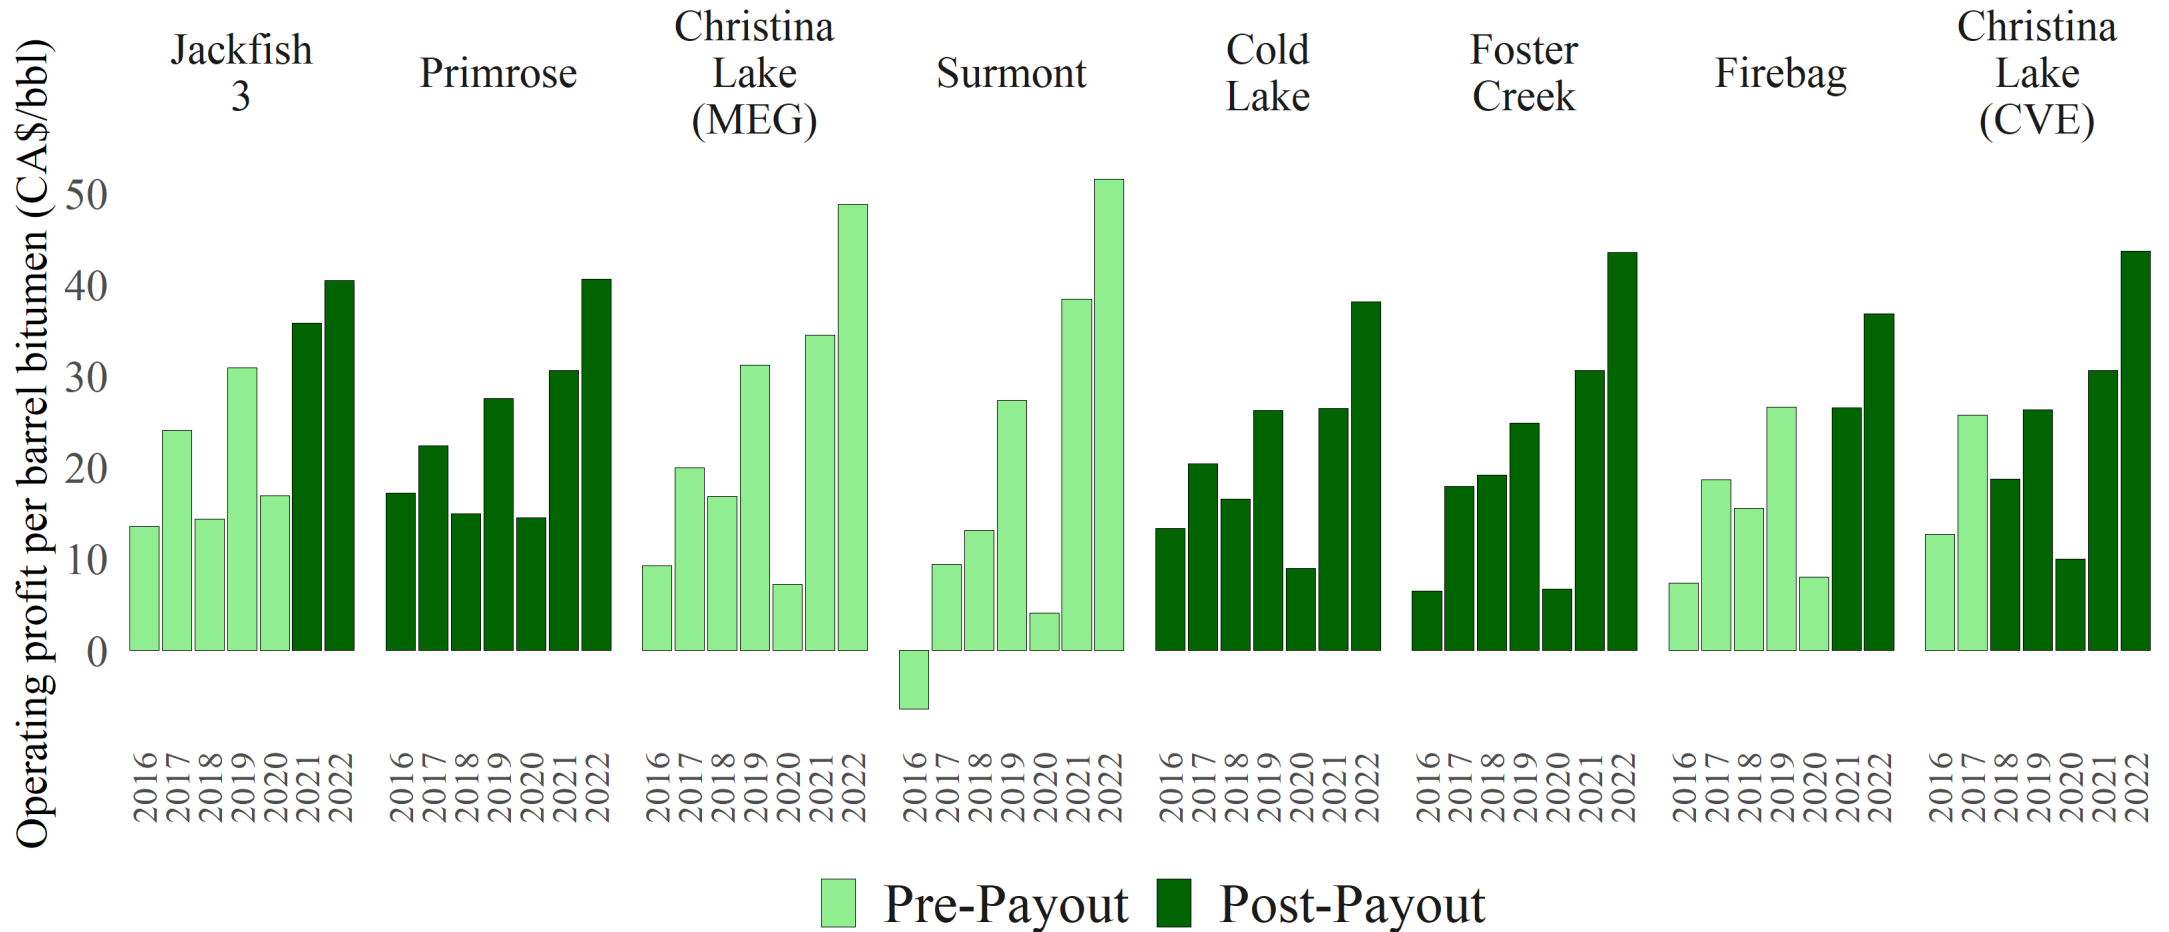 Jackfish
3
Primrose
Christina
Lake
(MEG)
Surmont
Cold
Lake
Foster
Creek
Firebag
Christina
Lake
(CVE)
Operating profit per barrel bitumen (CA$/bbl)
50
40
30
20
10
0
2016 2017 2018 2019 2020 2021 2022
2016 2017 2018 2019 2020 2021 2022
2016 2017 2018 2019 2020 2021 2022
2016 2017 2018 2019 2020 2021 2022
2016 2017 2018 2019 2020 2021 2022
2016 2017 2018 2019 2020 2021 2022
2016 2017 2018 2019 2020 2021 2022
2016 2017 2018 2019 2020 2021 2022
Pre-Payout Post-Payout